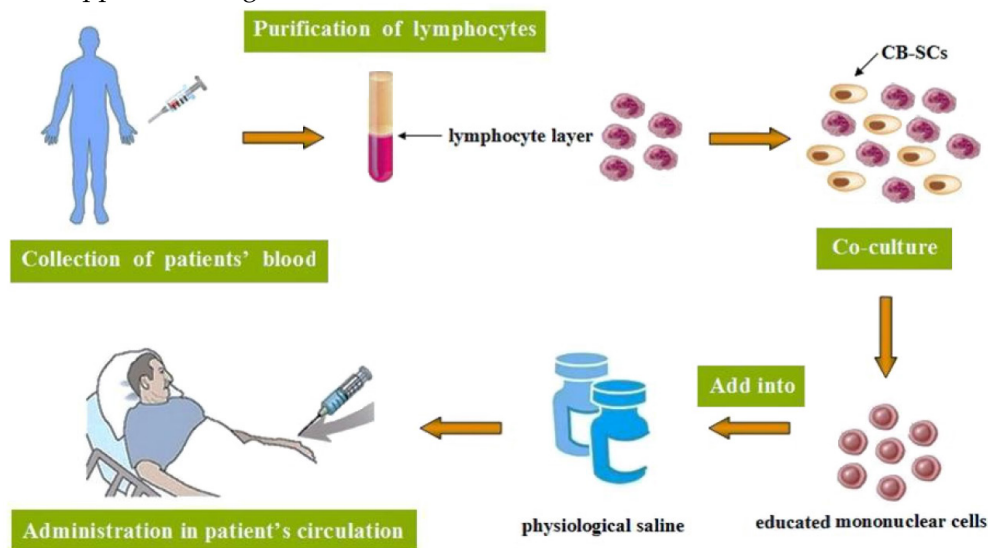 Purification of lymphocytes
CB-SCs
lymphocyte layer
Collection of patients' blood
Co-culture
Add into
physiological saline
educated mononuclear cells
Administration in patient's circulation